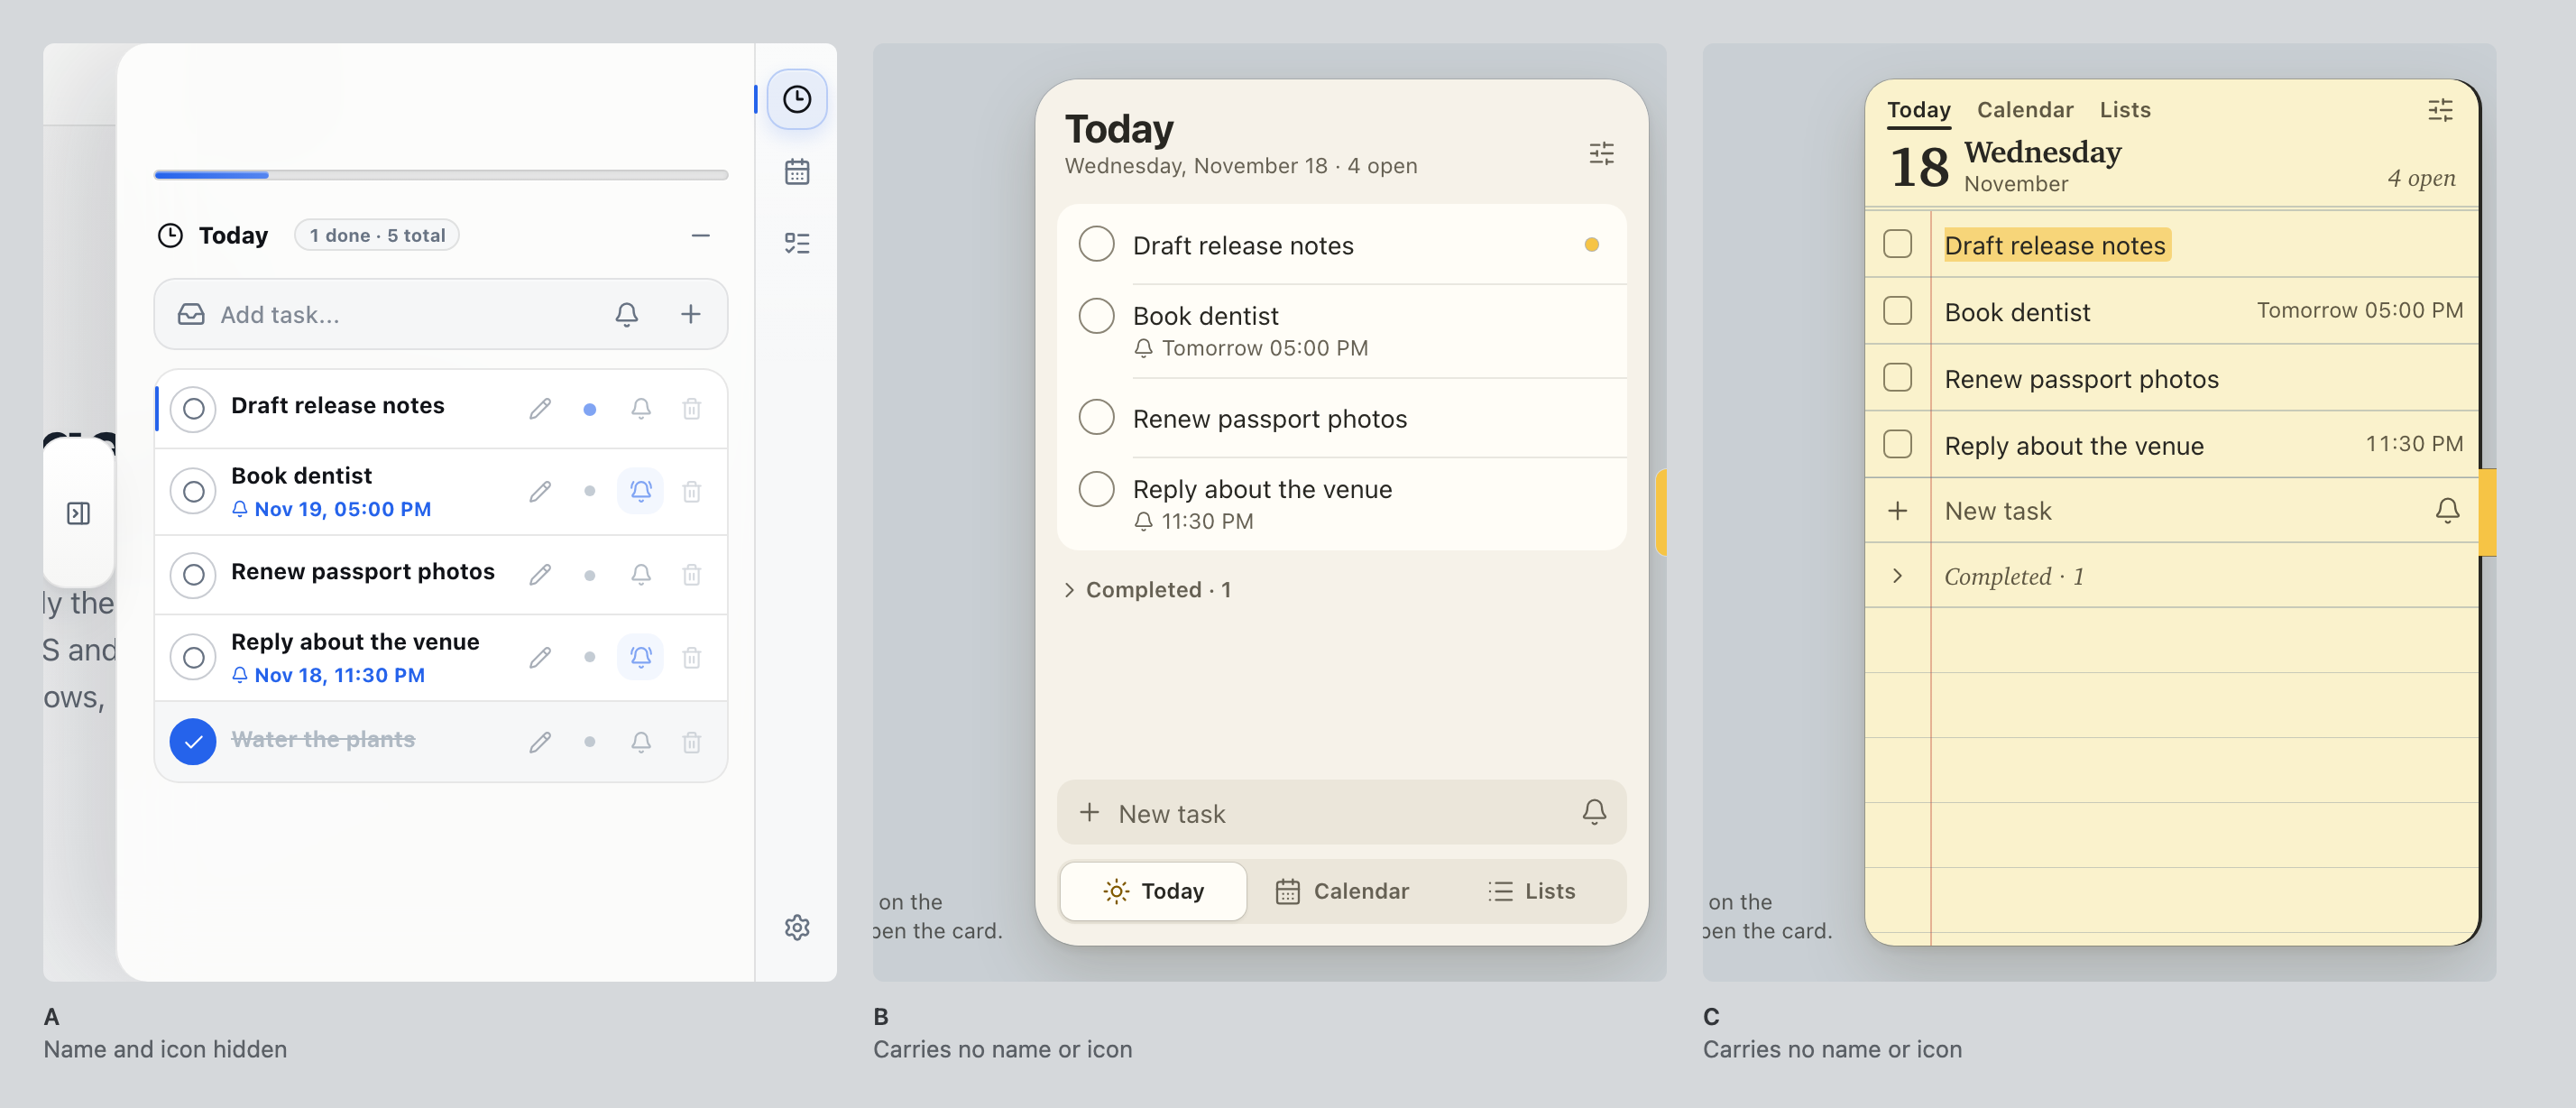 Today
1 done · 5 total
Add task...
Draft release notes
Book dentist
Nov 19, 05:00 PM
Renew passport photos
Reply about the venue
Nov 18, 11:30 PM
Water the plants
ly the
S and
ows,
A
Name and icon hidden
Today
Wednesday, November 18 · 4 open
Draft release notes
Book dentist
Tomorrow 05:00 PM
Renew passport photos
Reply about the venue
11:30 PM
Completed · 1
New task
Today Calendar Lists
on the
pen the card.
B
Carries no name or icon
Today Calendar Lists
18 Wednesday
November
4 open
Draft release notes
Book dentist Tomorrow 05:00 PM
Renew passport photos
Reply about the venue 11:30 PM
New task
Completed · 1
on the
pen the card.
C
Carries no name or icon